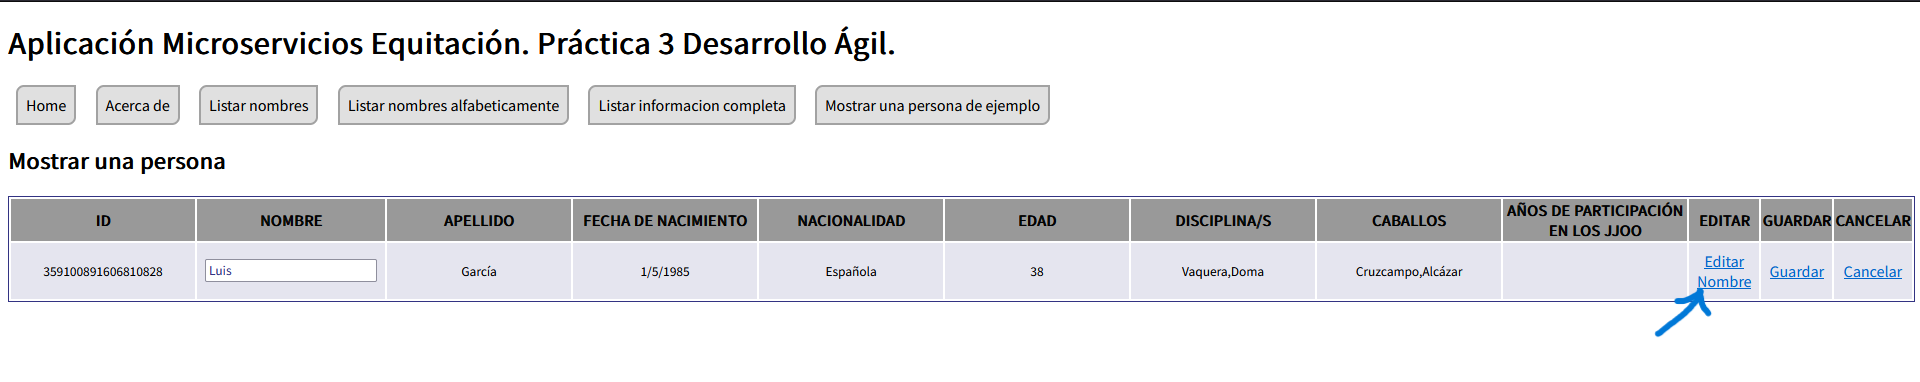 Aplicación Microservicios Equitación. Práctica 3 Desarrollo Ágil.
Home Acerca de Listar nombres Listar nombres alfabeticamente Listar informacion completa Mostrar una persona de ejemplo
Mostrar una persona
ID NOMBRE APELLIDO FECHA DE NACIMIENTO NACIONALIDAD EDAD DISCIPLINA/S CABALLOS AÑOS DE PARTICIPACIÓN EN LOS JJOO EDITAR GUARDAR CANCELAR
359100891606810828 Luis García 1/5/1985 Española 38 Vaquera,Doma Cruzcampo,Alcázar Editar Nombre Guardar Cancelar